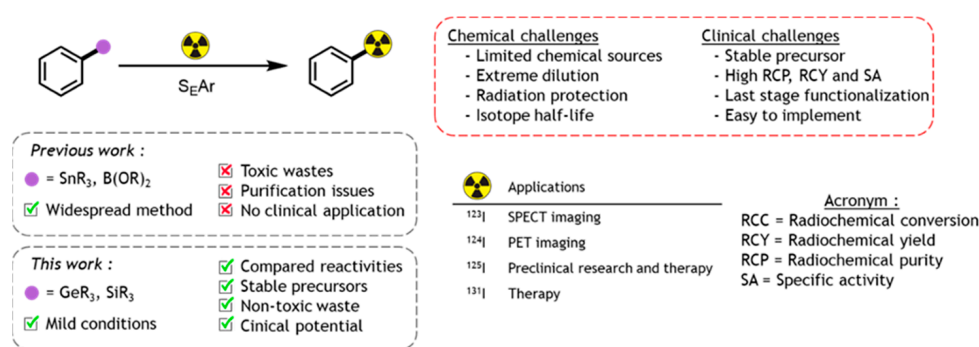 SEAr
Chemical challenges
- Limited chemical sources
- Extreme dilution
- Radiation protection
- Isotope half-life
Clinical challenges
- Stable precursor
- High RCP, RCY and SA
- Last stage functionalization
- Easy to implement
Previous work :
= SnR3, B(OR)2
Widespread method
Toxic wastes
Purification issues
No clinical application
This work :
= GeR3, SiR3
Mild conditions
Compared reactivities
Stable precursors
Non-toxic waste
Cinical potential
Applications
123I SPECT imaging
124I PET imaging
125I Preclinical research and therapy
131I Therapy
Acronym :
RCC = Radiochemical conversion
RCY = Radiochemical yield
RCP = Radiochemical purity
SA = Specific activity